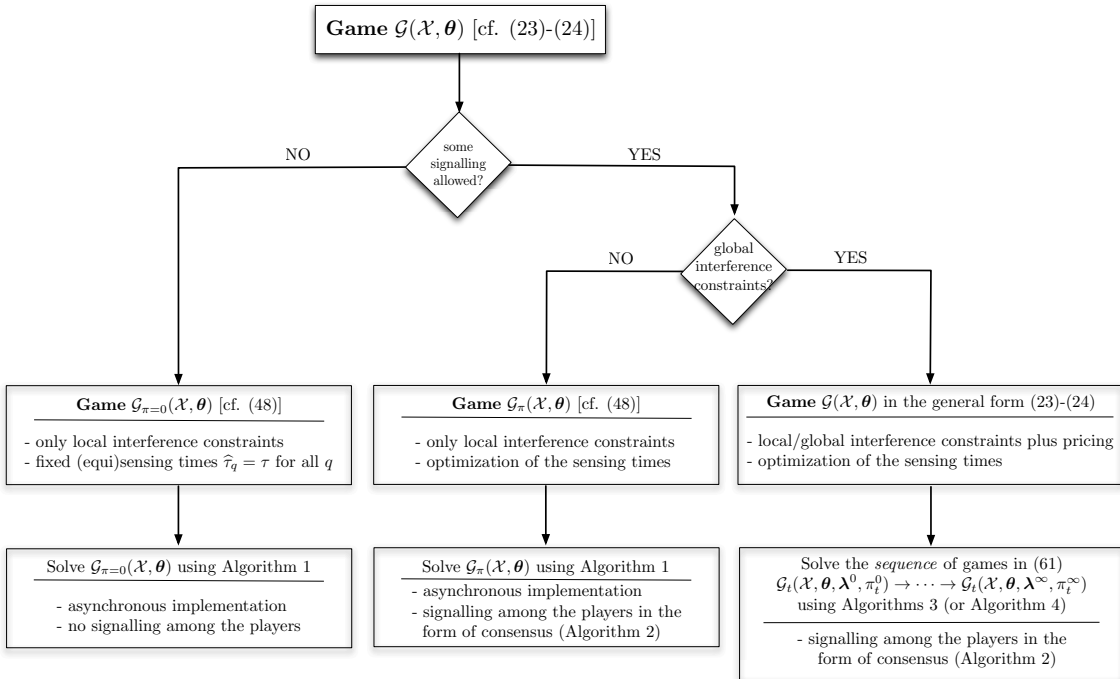 Game 𝒢(𝒳, θ) [cf. (23)-(24)]
some
signalling
allowed?
NO
YES
global
interference
constraints?
NO
YES
Game 𝒢π=0(𝒳, θ) [cf. (48)]
- only local interference constraints
- fixed (equi)sensing times τ̂q = τ for all q
Game 𝒢π(𝒳, θ) [cf. (48)]
- only local interference constraints
- optimization of the sensing times
Game 𝒢(𝒳, θ) in the general form (23)-(24)
- local/global interference constraints plus pricing
- optimization of the sensing times
Solve 𝒢π=0(𝒳, θ) using Algorithm 1
- asynchronous implementation
- no signalling among the players
Solve 𝒢π(𝒳, θ) using Algorithm 1
- asynchronous implementation
- signalling among the players in the
form of consensus (Algorithm 2)
Solve the sequence of games in (61)
𝒢t(𝒳, θ, λ⁰, πt⁰) → ⋯ → 𝒢t(𝒳, θ, λ^∞, πt^∞)
using Algorithms 3 (or Algorithm 4)
- signalling among the players in the
form of consensus (Algorithm 2)